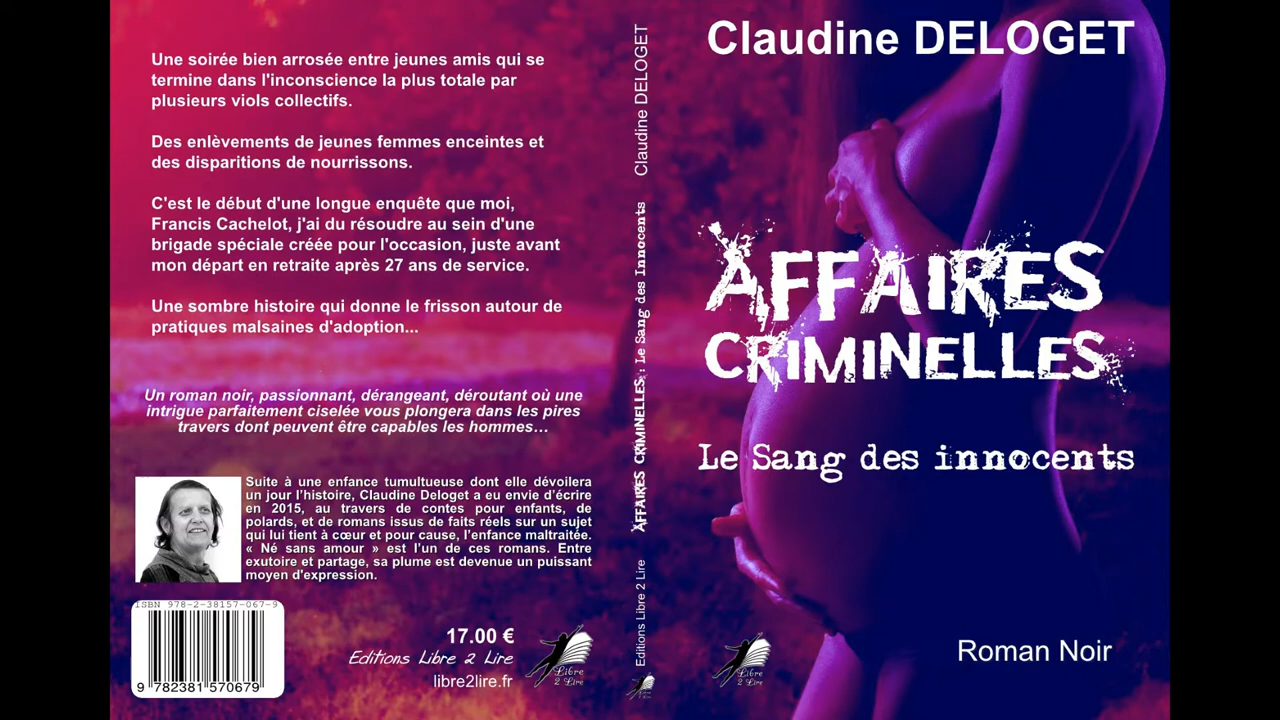 Une soirée bien arrosée entre jeunes amis qui se
termine dans l'inconscience la plus totale par
plusieurs viols collectifs.
Des enlèvements de jeunes femmes enceintes et
des disparitions de nourrissons.
C'est le début d'une longue enquête que moi,
Francis Cachelot, j'ai du résoudre au sein d'une
brigade spéciale créée pour l'occasion, juste avant
mon départ en retraite après 27 ans de service.
Une sombre histoire qui donne le frisson autour de
pratiques malsaines d'adoption...
Un roman noir, passionnant, dérangeant, déroutant où une
intrigue parfaitement ciselée vous plongera dans les pires
travers dont peuvent être capables les hommes…
Suite à une enfance tumultueuse dont elle dévoilera
un jour l'histoire, Claudine Deloget a eu envie d'écrire
en 2015, au travers de contes pour enfants, de
polards, et de romans issus de faits réels sur un sujet
qui lui tient à cœur et pour cause, l'enfance maltraitée.
« Né sans amour » est l'un de ces romans. Entre
exutoire et partage, sa plume est devenue un puissant
moyen d'expression.
ISBN 978-2-38157-067-9
9 782381 570679
17.00 €
Editions Libre 2 Lire
libre2lire.fr
Libre
2 Lire
Claudine DELOGET
AFFAIRES CRIMINELLES : Le Sang des Innocents
Editions Libre 2 Lire
Libre
2 Lire
Claudine DELOGET
AFFAIRES
CRIMINELLES
Le Sang des innocents
Libre
2 Lire
Roman Noir